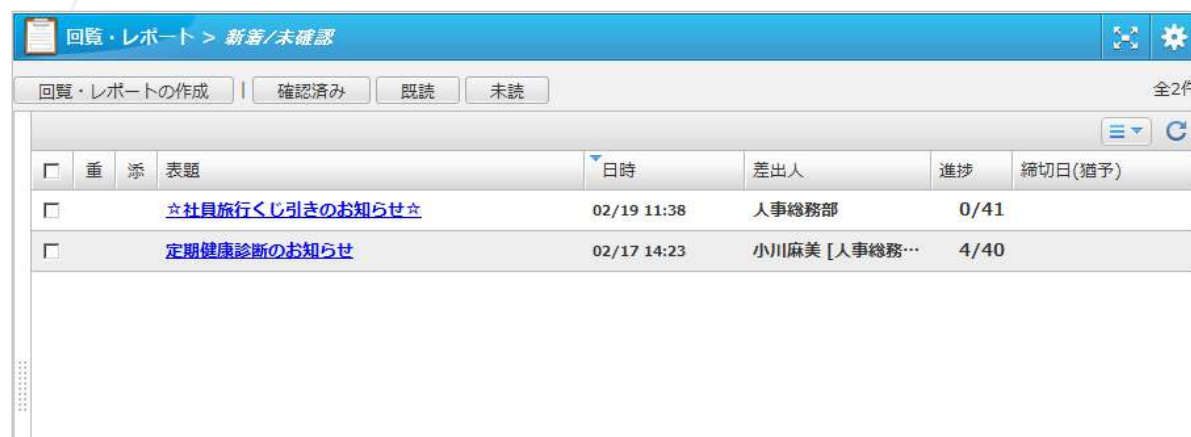 回覧・レポート > 新着/未確認
回覧・レポートの作成 | 確認済み 既読 未読 全2件
重 添 表題 日時 差出人 進捗 締切日(猶予)
☆社員旅行くじ引きのお知らせ☆ 02/19 11:38 人事総務部 0/41
定期健康診断のお知らせ 02/17 14:23 小川麻美 [人事総務… 4/40